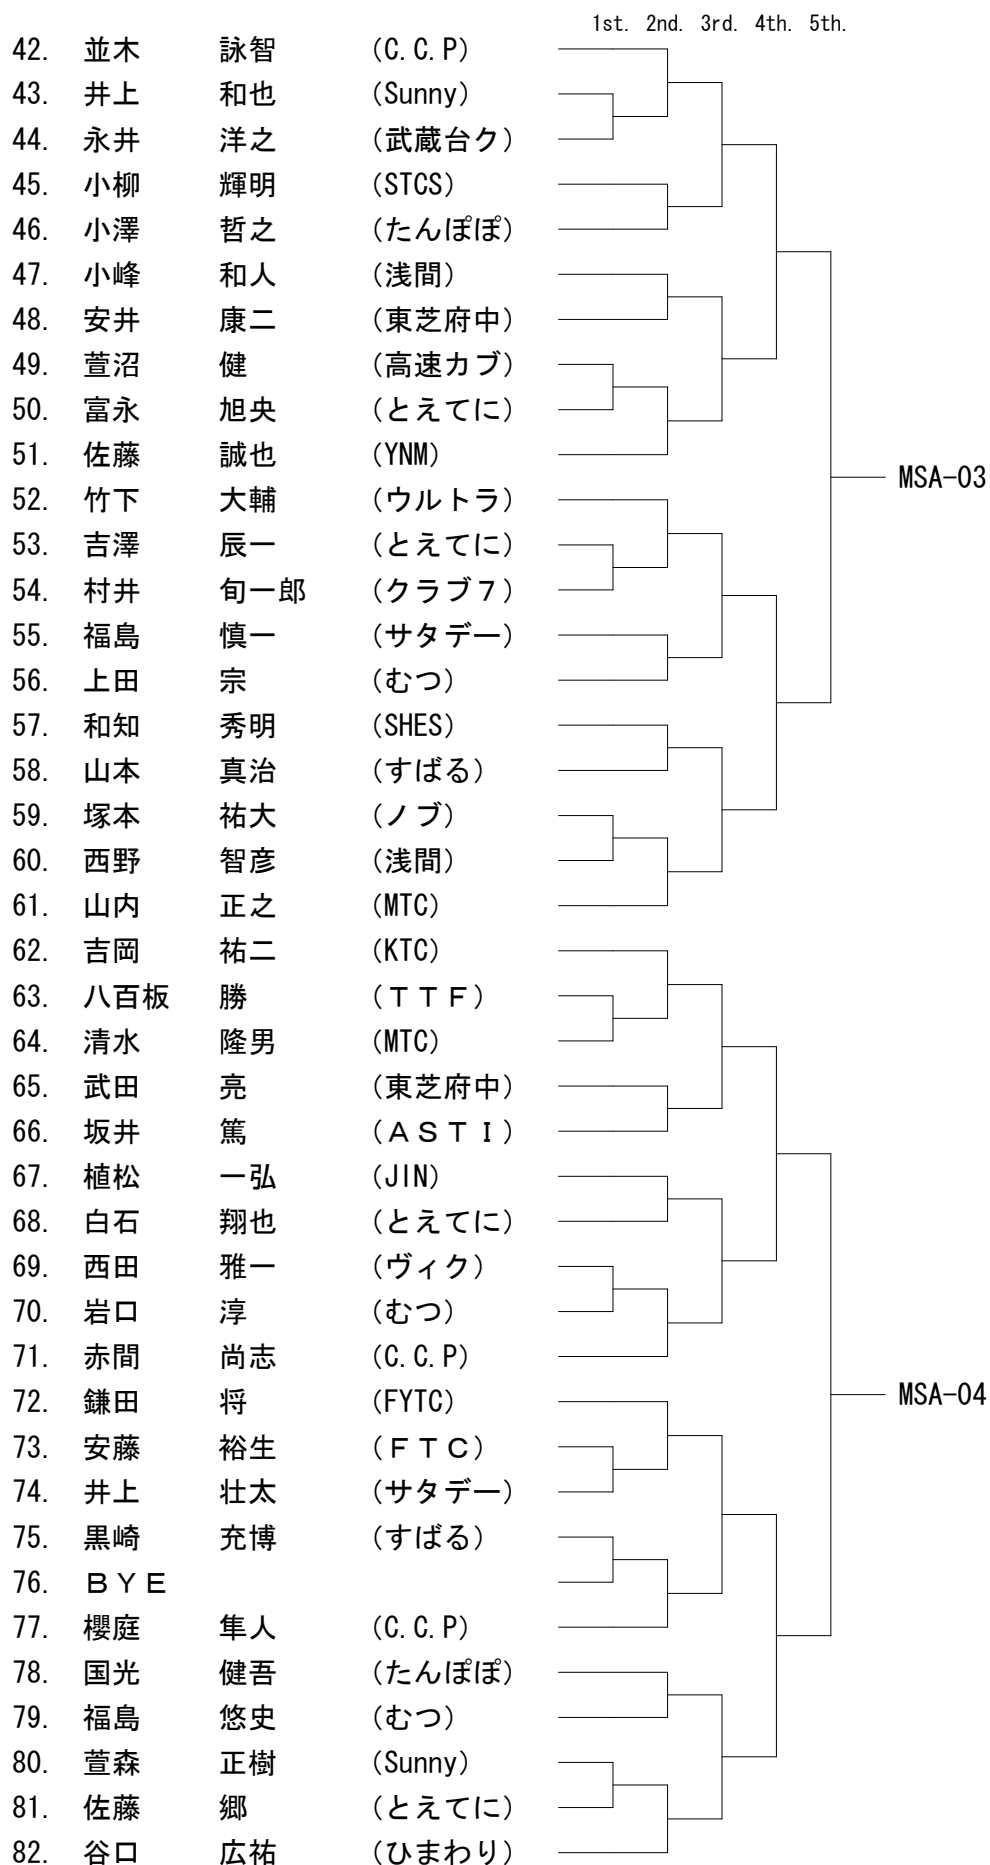 1st. 2nd. 3rd. 4th. 5th.
42. 並木 詠智 (C.C.P)
43. 井上 和也 (Sunny)
44. 永井 洋之 (武蔵台ク)
45. 小柳 輝明 (STCS)
46. 小澤 哲之 (たんぽぽ)
47. 小峰 和人 (浅間)
48. 安井 康二 (東芝府中)
49. 萱沼 健 (高速カブ)
50. 富永 旭央 (とえてに)
51. 佐藤 誠也 (YNM)
MSA-03
52. 竹下 大輔 (ウルトラ)
53. 吉澤 辰一 (とえてに)
54. 村井 旬一郎 (クラブ7)
55. 福島 慎一 (サタデー)
56. 上田 宗 (むつ)
57. 和知 秀明 (SHES)
58. 山本 真治 (すばる)
59. 塚本 祐大 (ノブ)
60. 西野 智彦 (浅間)
61. 山内 正之 (MTC)
62. 吉岡 祐二 (KTC)
63. 八百板 勝 (TTF)
64. 清水 隆男 (MTC)
65. 武田 亮 (東芝府中)
66. 坂井 篤 (ASTI)
67. 植松 一弘 (JIN)
68. 白石 翔也 (とえてに)
69. 西田 雅一 (ヴィク)
70. 岩口 淳 (むつ)
71. 赤間 尚志 (C.C.P)
MSA-04
72. 鎌田 将 (FYTC)
73. 安藤 裕生 (FTC)
74. 井上 壮太 (サタデー)
75. 黒崎 充博 (すばる)
76. BYE
77. 櫻庭 隼人 (C.C.P)
78. 国光 健吾 (たんぽぽ)
79. 福島 悠史 (むつ)
80. 萱森 正樹 (Sunny)
81. 佐藤 郷 (とえてに)
82. 谷口 広祐 (ひまわり)